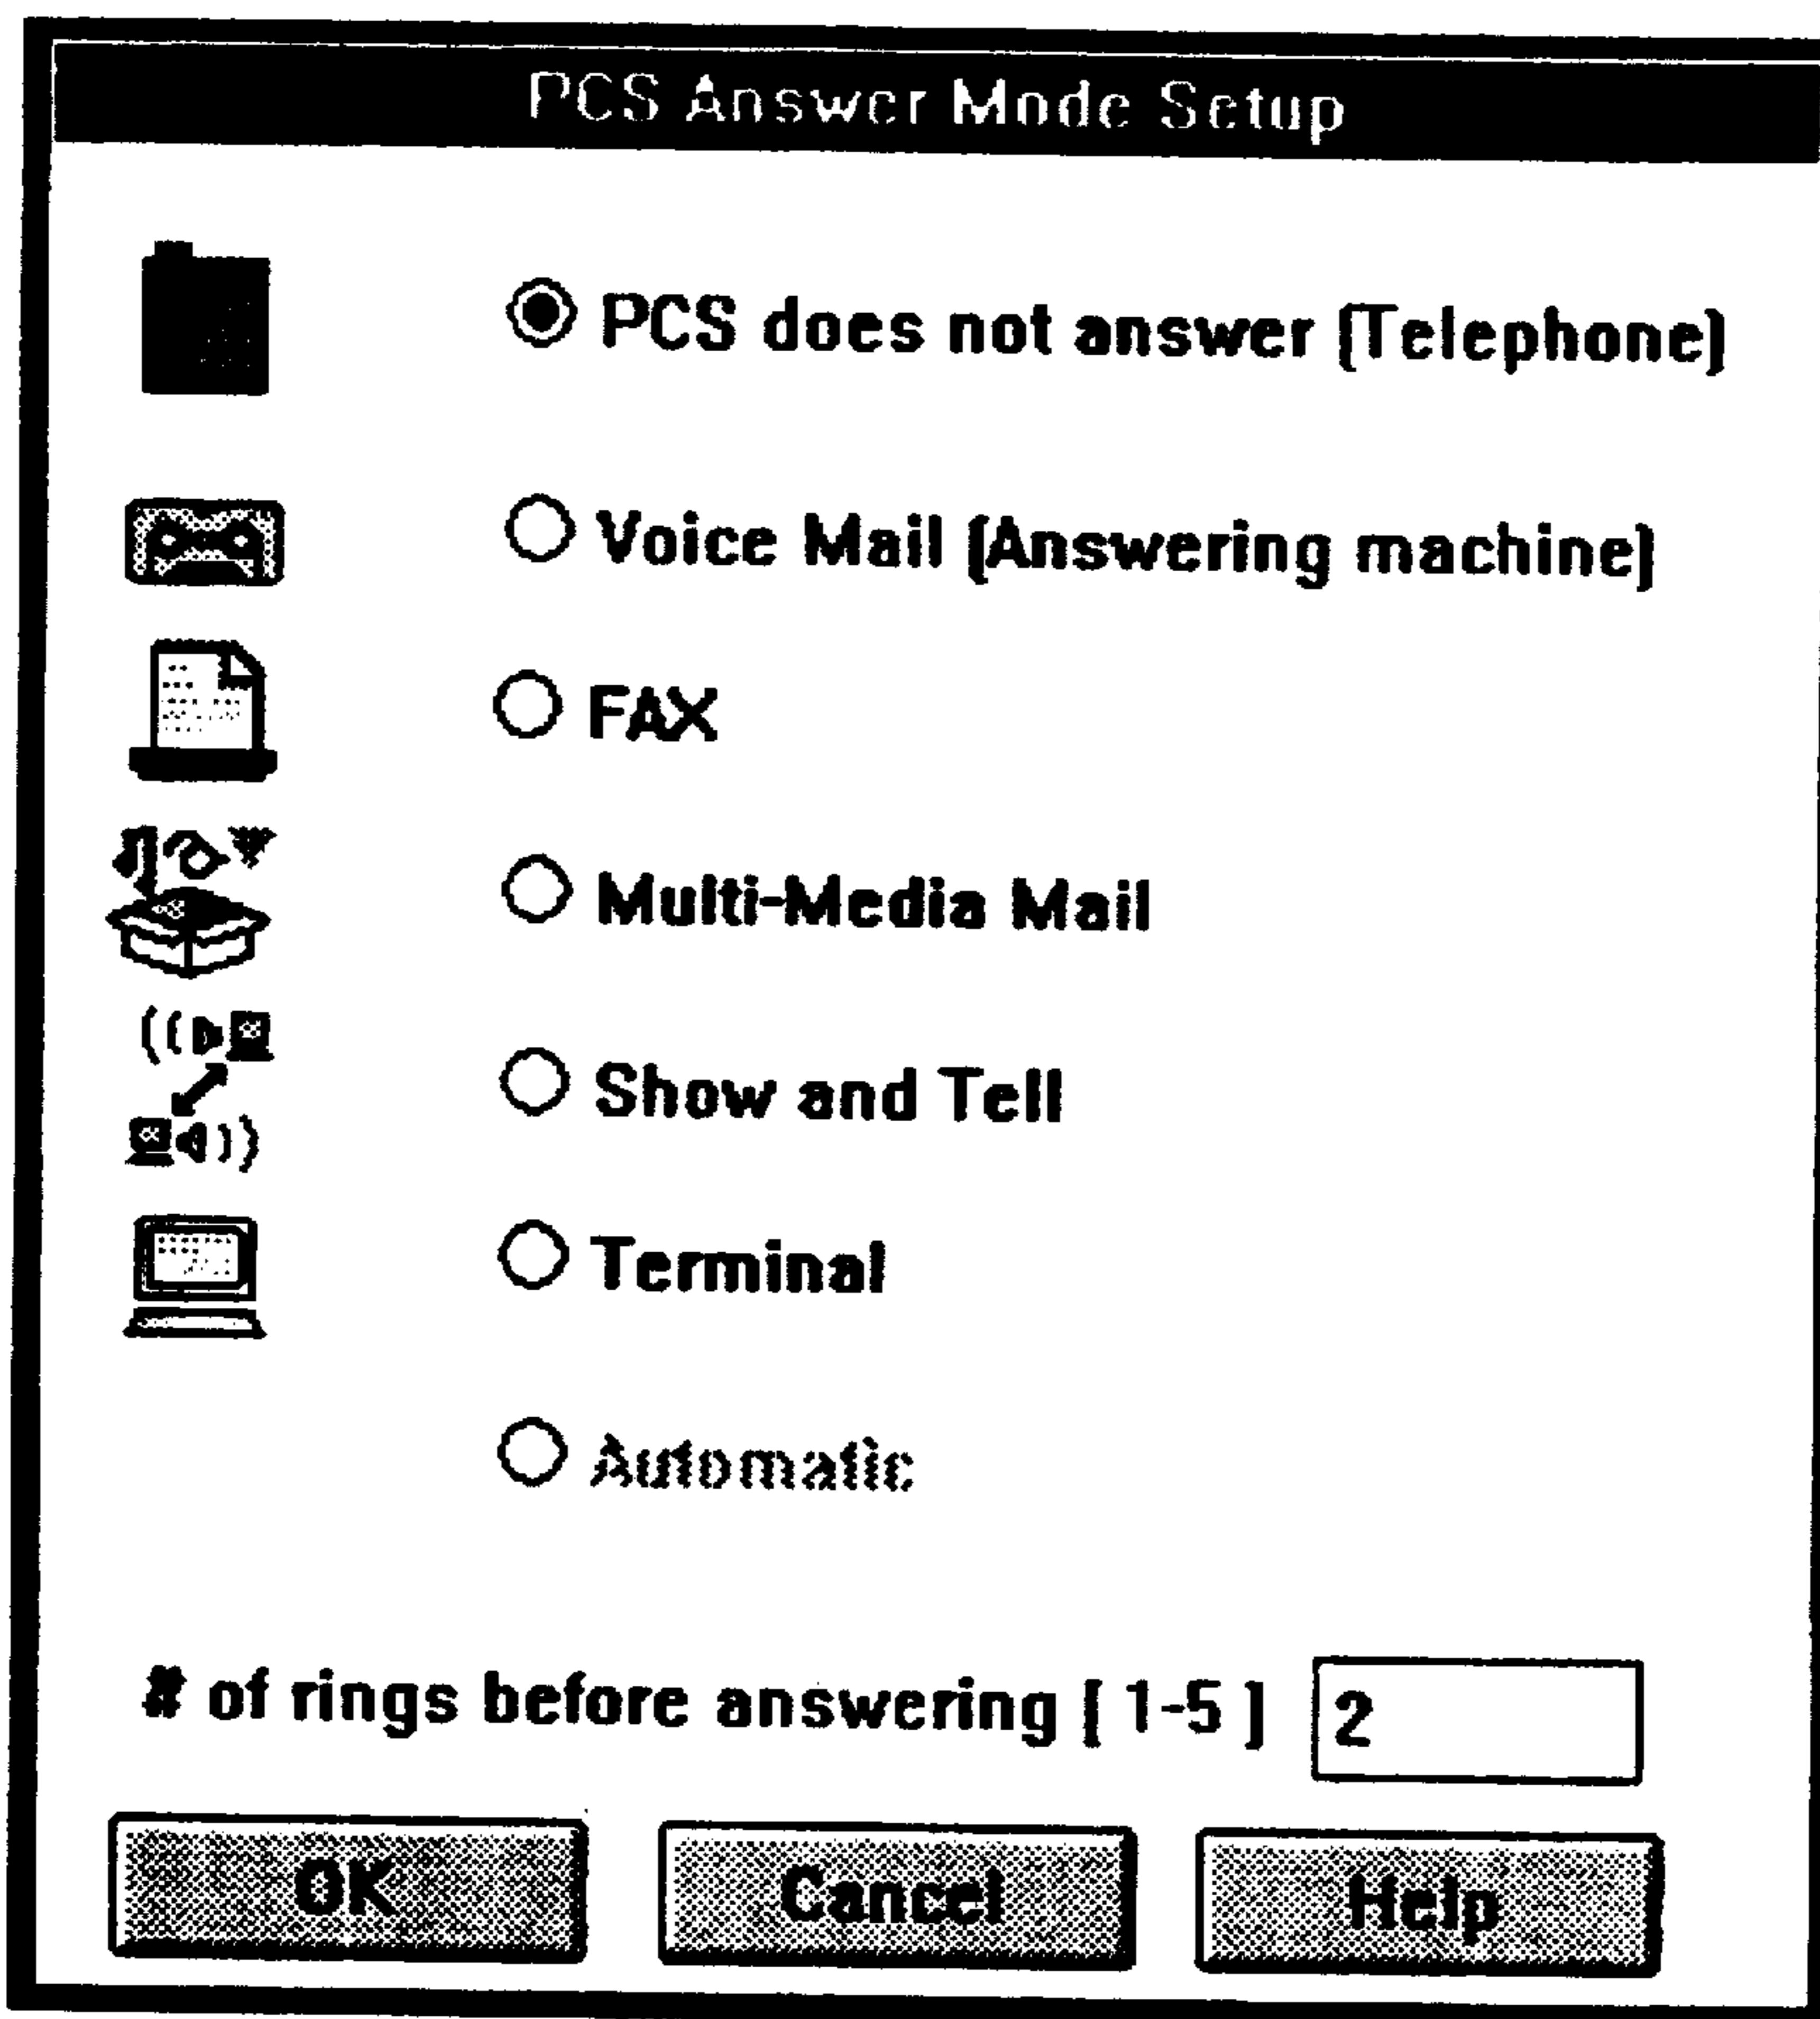 PCS Answer Mode Setup
PCS does not answer (Telephone)
Voice Mail (Answering machine)
FAX
Multi-Media Mail
Show and Tell
Terminal
Automatic
# of rings before answering ( 1-5 ) 2
OK Cancel Help